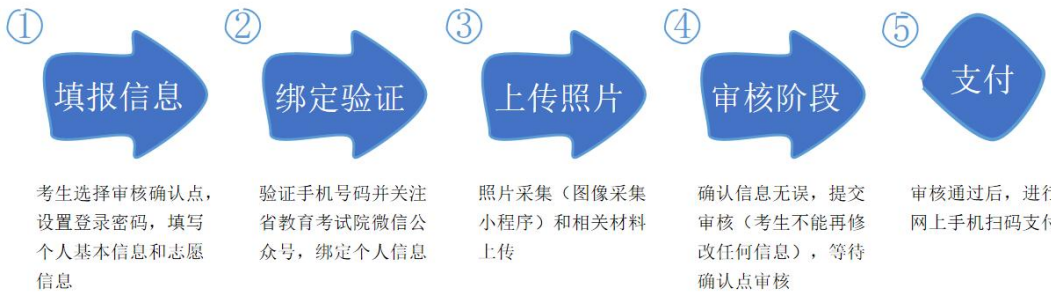 ①
填报信息
考生选择审核确认点，
设置登录密码，填写
个人基本信息和志愿
信息
②
绑定验证
验证手机号码并关注
省教育考试院微信公
众号，绑定个人信息
③
上传照片
照片采集（图像采集
小程序）和相关材料
上传
④
审核阶段
确认信息无误，提交
审核（考生不能再修
改任何信息），等待
确认点审核
⑤
支付
审核通过后，进行
网上手机扫码支付